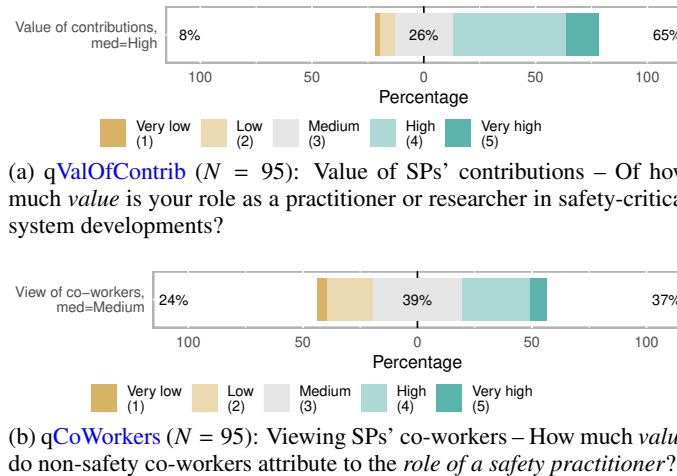 Value of contributions,
med=High
8% 26% 65%
100 50 0 50 100
Percentage
Very low (1) Low (2) Medium (3) High (4) Very high (5)
(a) qValOfContrib (N = 95): Value of SPs' contributions – Of how
much value is your role as a practitioner or researcher in safety-critica
system developments?
View of co−workers,
med=Medium
24% 39% 37%
100 50 0 50 100
Percentage
Very low (1) Low (2) Medium (3) High (4) Very high (5)
(b) qCoWorkers (N = 95): Viewing SPs' co-workers – How much valu
do non-safety co-workers attribute to the role of a safety practitioner?